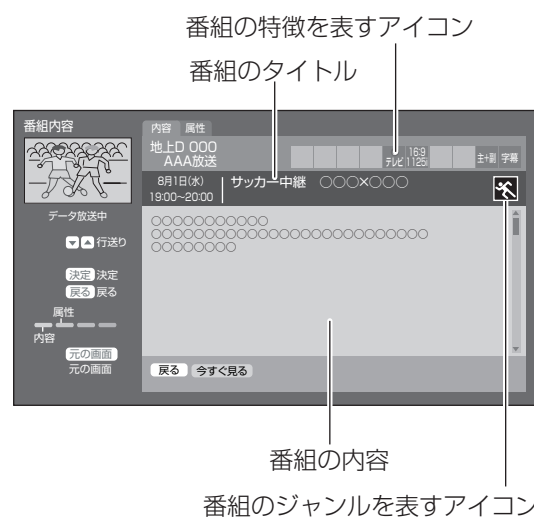 番組の特徴を表すアイコン
番組のタイトル
番組内容
内容 属性
地上D 000
AAA放送
テレビ 16:9 1125i 主+副 字幕
8月1日(水)
19:00~20:00
サッカー中継 ○○○×○○○
データ放送中
▼▲行送り
決定 決定
戻る 戻る
属性
内容
元の画面
元の画面
○○○○○○○○○○○
○○○○○○○○○○○○○○○○○○○○○○○○○○
○○○○○○○○
戻る 今すぐ見る
番組の内容
番組のジャンルを表すアイコン